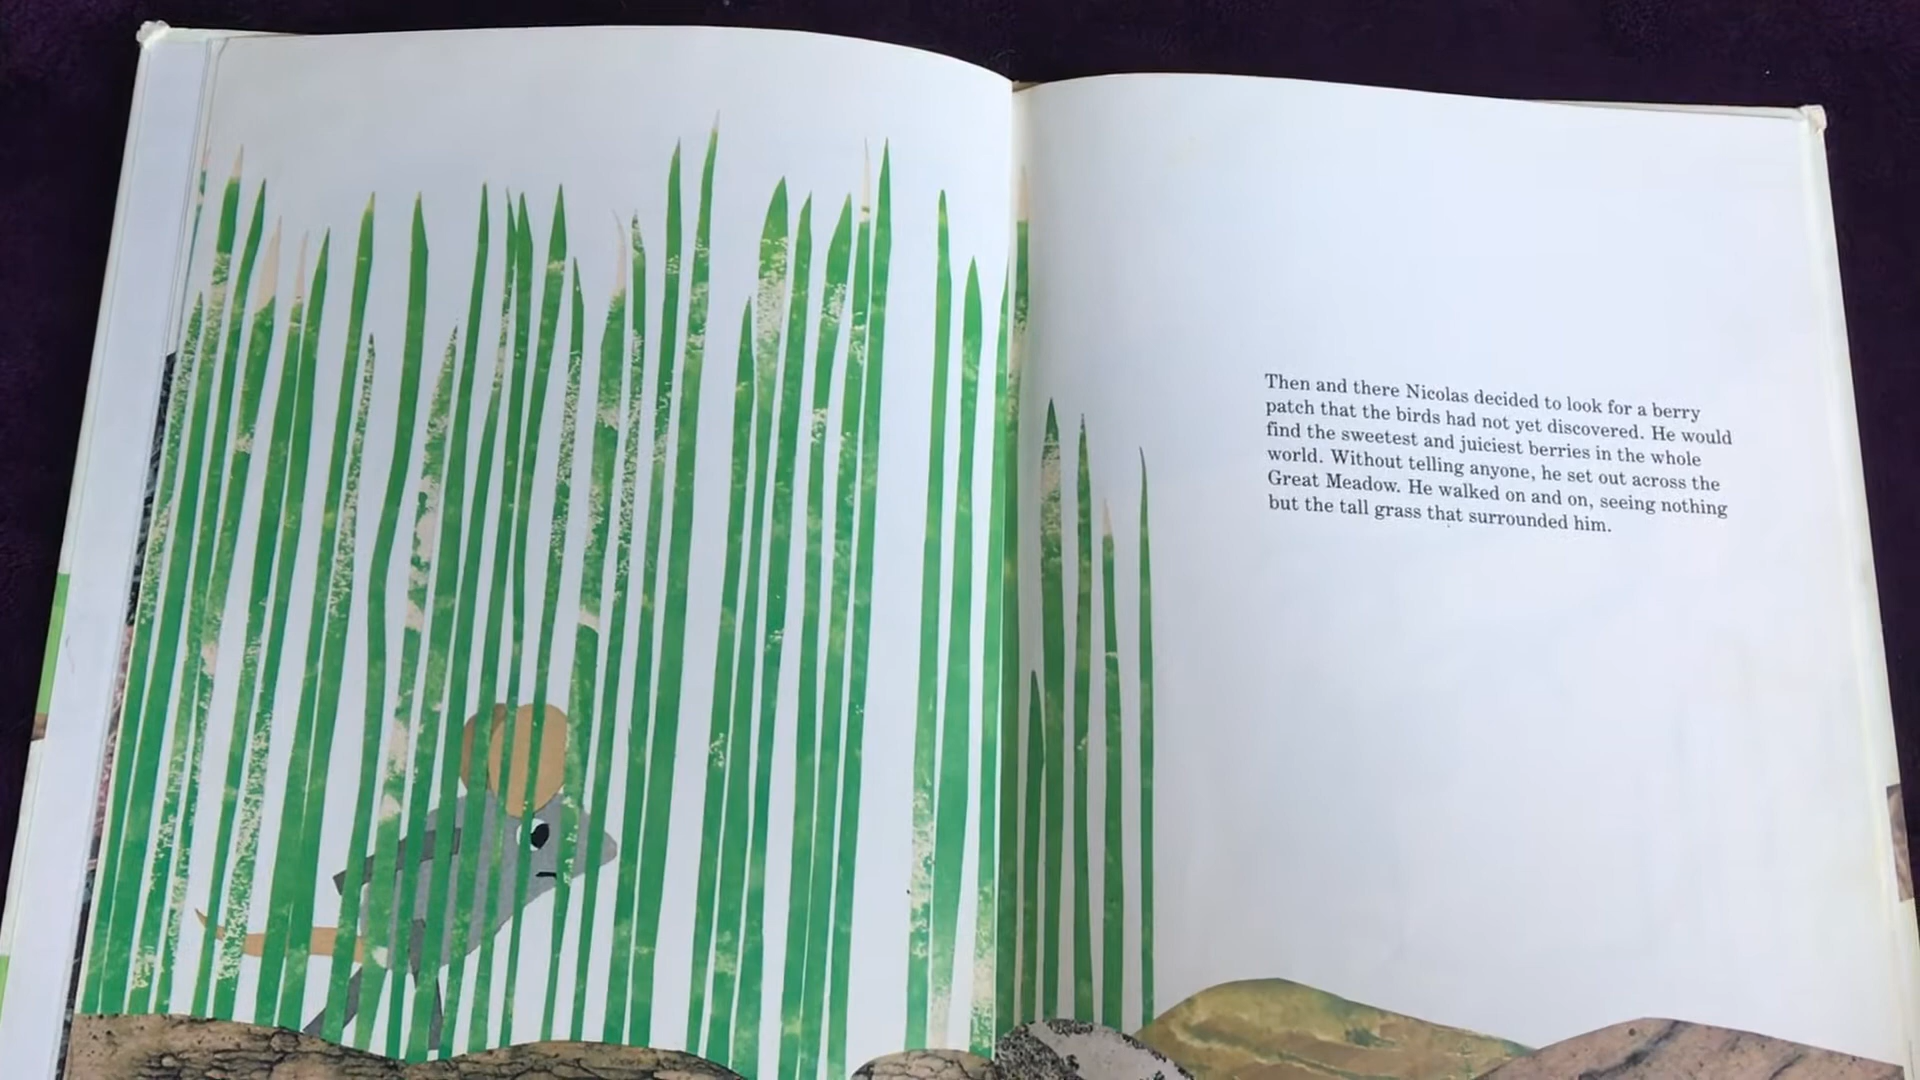 Then and there Nicolas decided to look for a berry
patch that the birds had not yet discovered. He would
find the sweetest and juiciest berries in the whole
world. Without telling anyone, he set out across the
Great Meadow. He walked on and on, seeing nothing
but the tall grass that surrounded him.